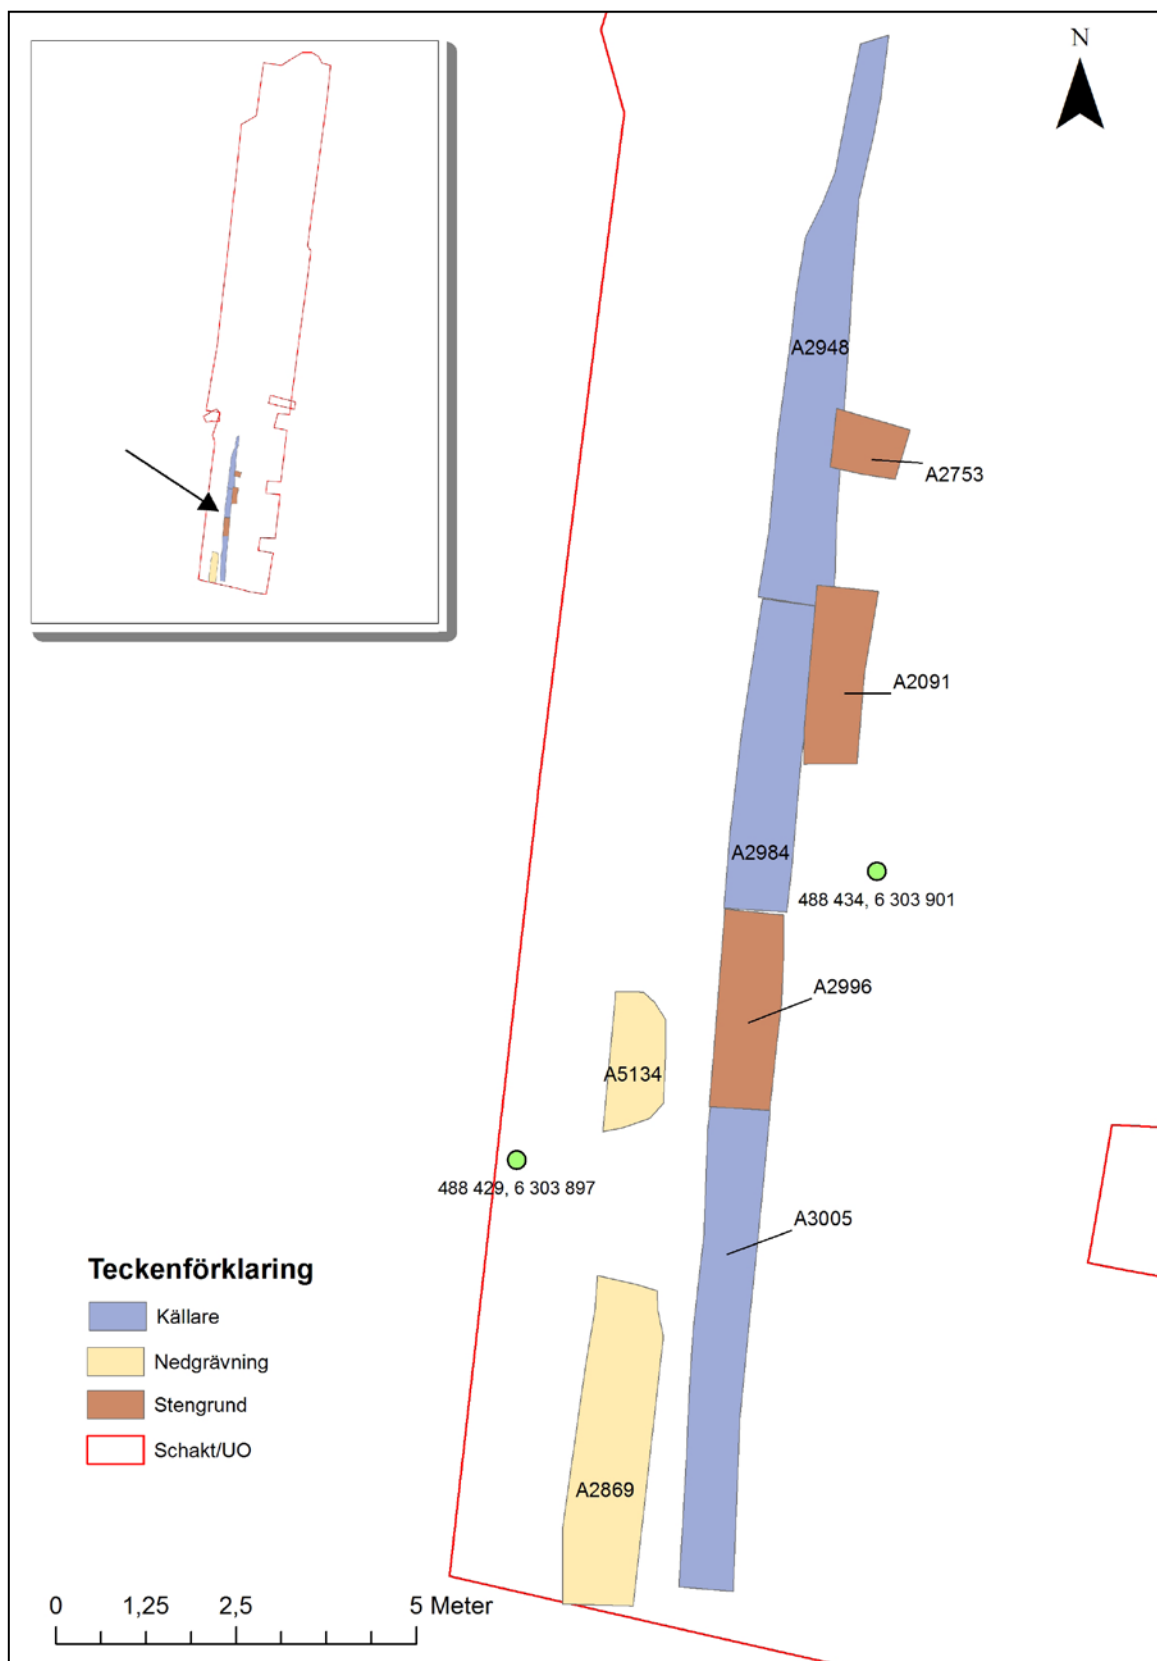 N
A2948
A2753
A2091
A2984
488 434, 6 303 901
A2996
A5134
488 429, 6 303 897
A3005
Teckenförklaring
Källare
Nedgrävning
Stengrund
Schakt/UO
A2869
0 1,25 2,5 5 Meter